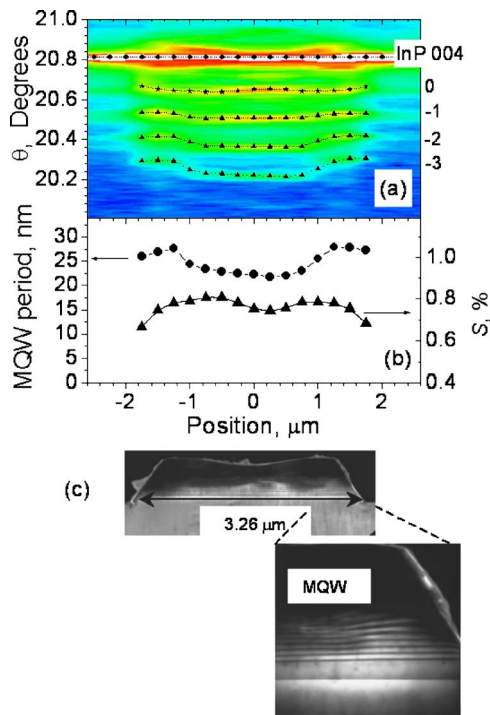 21.0
20.8
20.6
20.4
20.2
θ, Degrees
InP 004
0
-1
-2
-3
(a)
30
25
20
15
10
5
0
MQW period, nm
1.0
0.8
0.6
0.4
S, %
(b)
-2 -1 0 1 2
Position, μm
(c)
3.26 μm
MQW